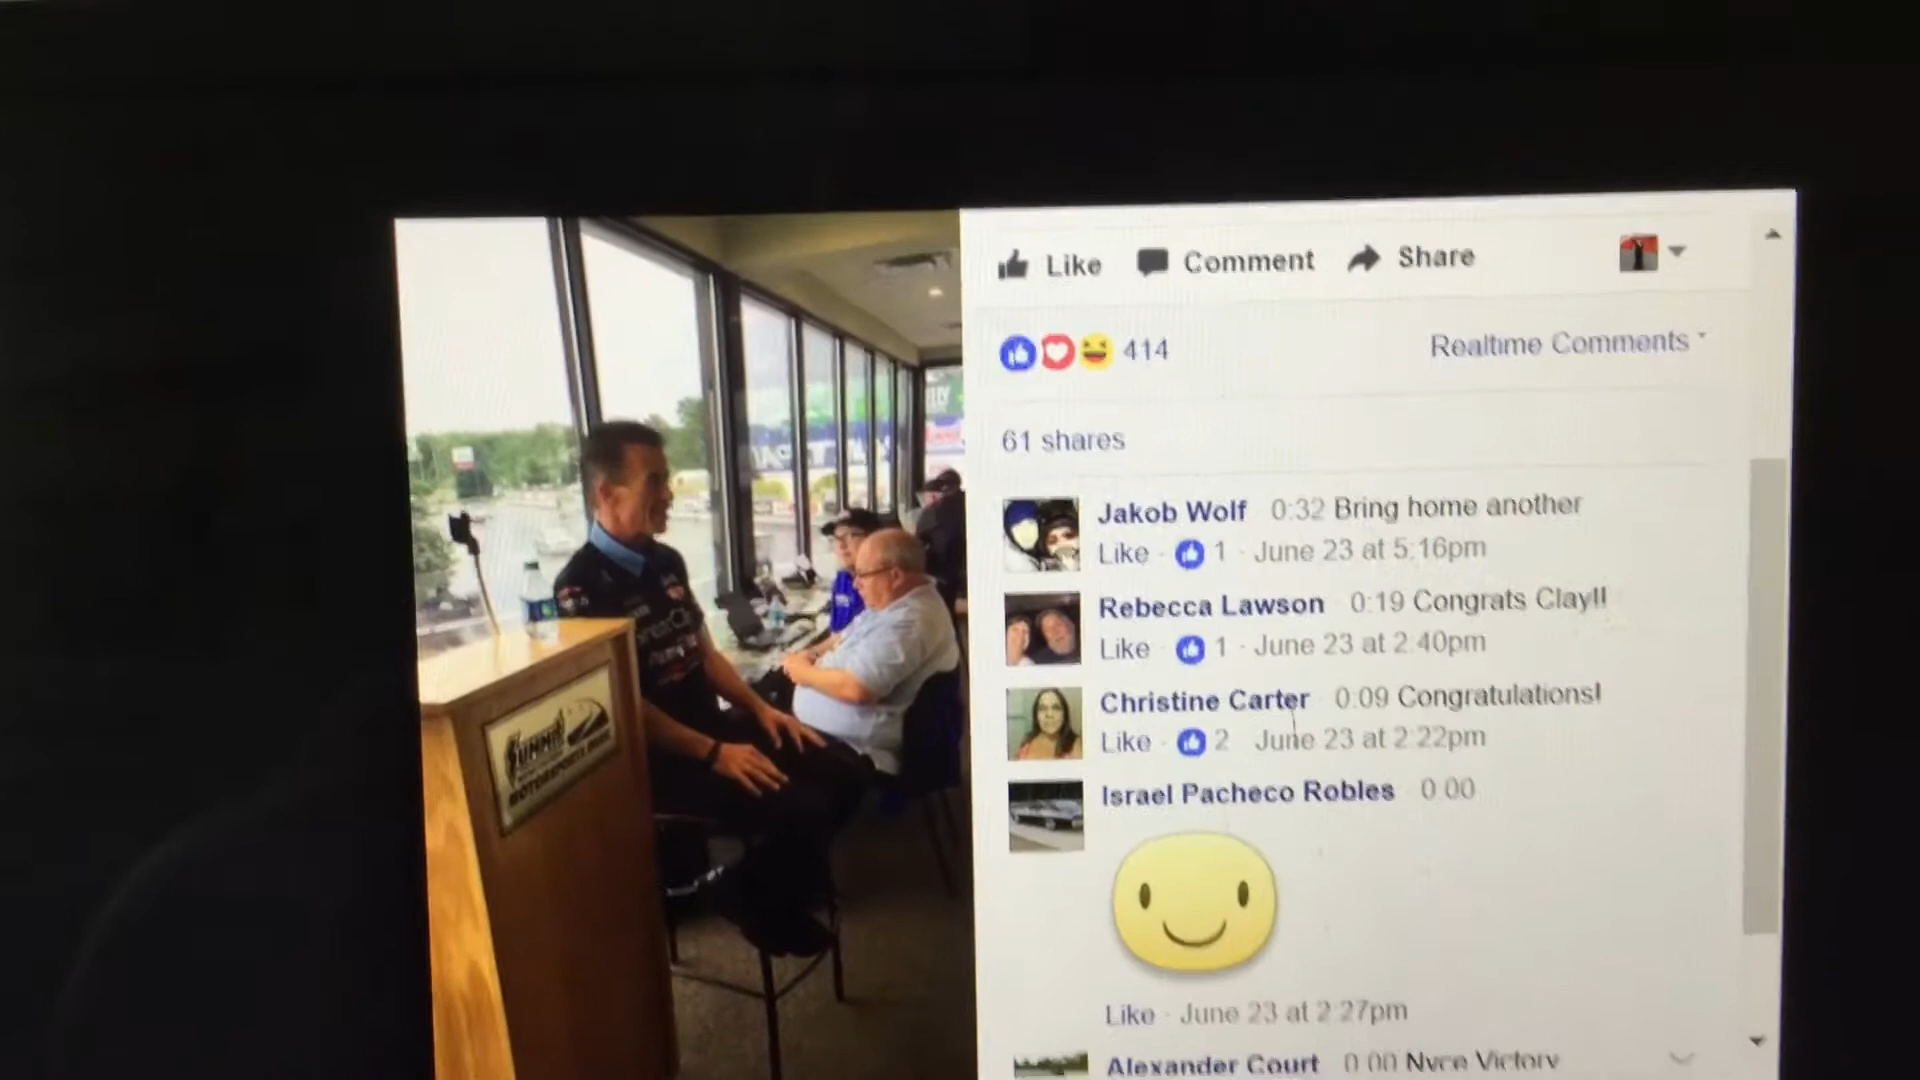 Like Comment Share
414 Realtime Comments
61 shares
Jakob Wolf 0:32 Bring home another
Like · 1 · June 23 at 5:16pm
Rebecca Lawson 0:19 Congrats Clay!!
Like · 1 · June 23 at 2:40pm
Christine Carter 0:09 Congratulations!
Like · 2 June 23 at 2:22pm
Israel Pacheco Robles 0:00
Like · June 23 at 2:27pm
Alexander Court 0:00 Nyce Victory
SUMMIT
MOTORSPORTS PARK